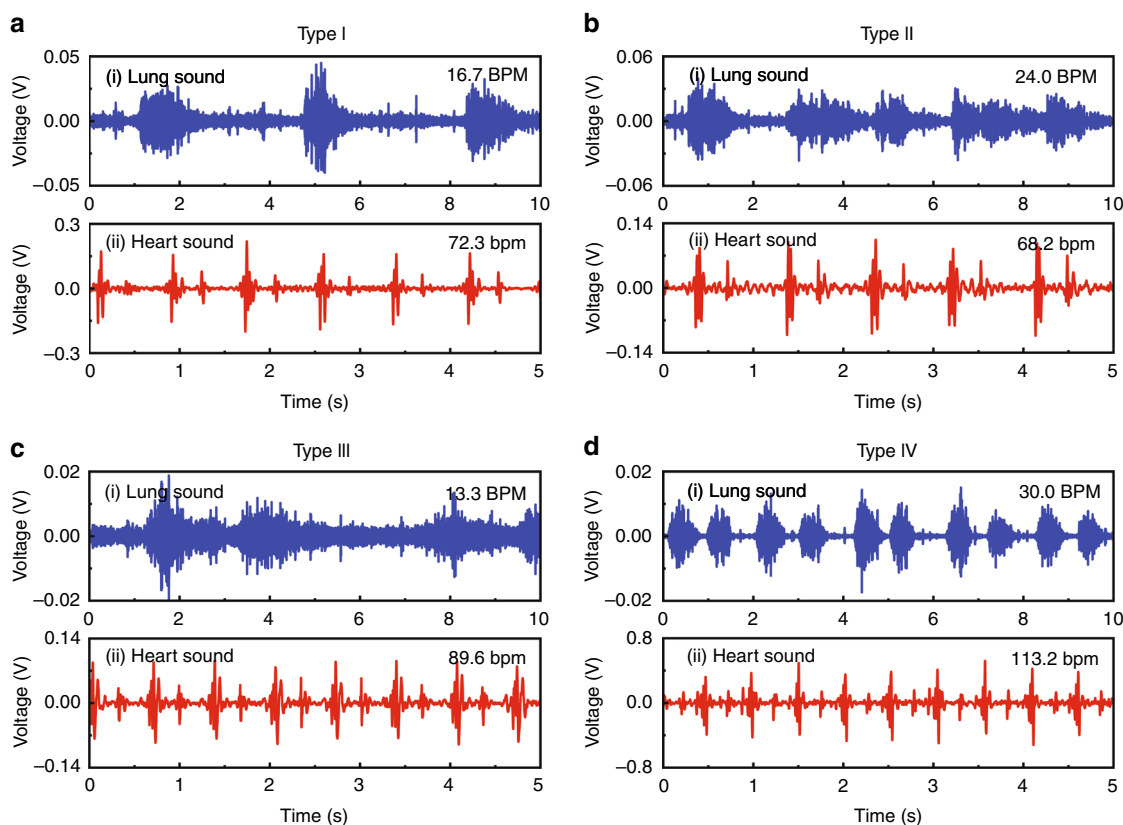 a
Type I
Voltage (V)
0.05
0.00
−0.05
(i) Lung sound
16.7 BPM
0 2 4 6 8 10
Voltage (V)
0.3
0.0
−0.3
(ii) Heart sound
72.3 bpm
0 1 2 3 4 5
Time (s)
b
Type II
Voltage (V)
0.06
0.00
−0.06
(i) Lung sound
24.0 BPM
0 2 4 6 8 10
Voltage (V)
0.14
0.00
−0.14
(ii) Heart sound
68.2 bpm
0 1 2 3 4 5
Time (s)
c
Type III
Voltage (V)
0.02
0.00
−0.02
(i) Lung sound
13.3 BPM
0 2 4 6 8 10
Voltage (V)
0.14
0.00
−0.14
(ii) Heart sound
89.6 bpm
0 1 2 3 4 5
Time (s)
d
Type IV
Voltage (V)
0.02
0.00
−0.02
(i) Lung sound
30.0 BPM
0 2 4 6 8 10
Voltage (V)
0.8
0.0
−0.8
(ii) Heart sound
113.2 bpm
0 1 2 3 4 5
Time (s)